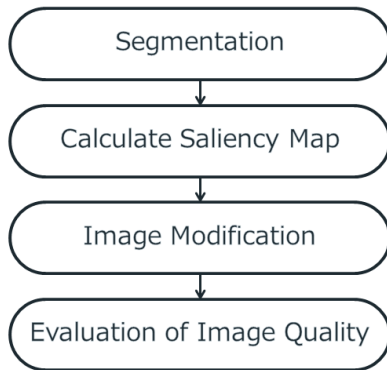 Segmentation
Calculate Saliency Map
Image Modification
Evaluation of Image Quality